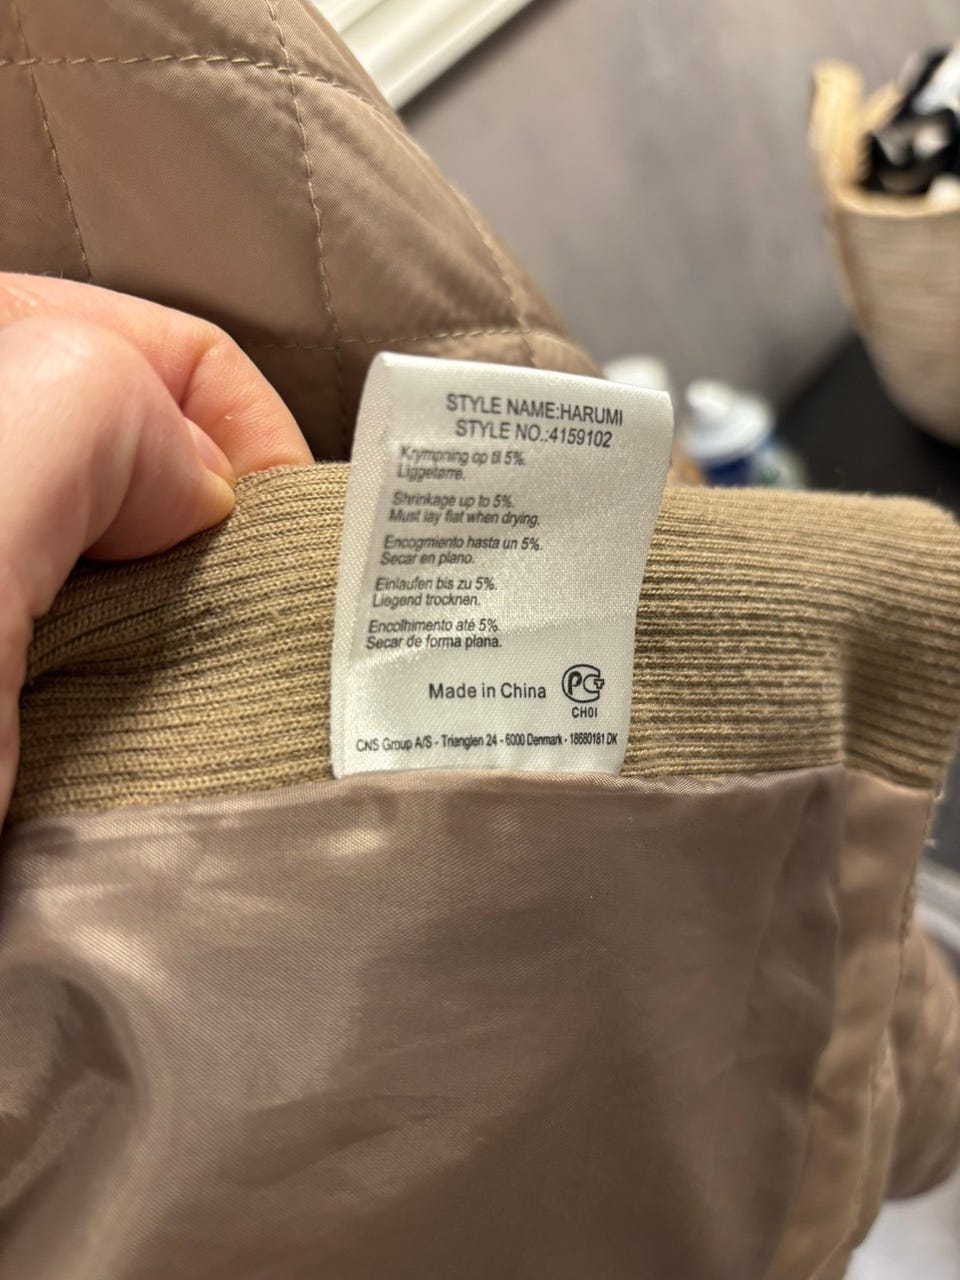 STYLE NAME:HARUMI
STYLE NO.:4159102
Krympning op til 5%.
Liggetørre.
Shrinkage up to 5%.
Must lay flat when drying.
Encogmiento hasta un 5%.
Secar en plano.
Einlaufen bis zu 5%.
Liegend trocknen.
Encolhimento até 5%.
Secar de forma plana.
Made in China
PCT
CH01
CNS Group A/S - Trianglen 24 - 6000 Denmark - 18680181 DK